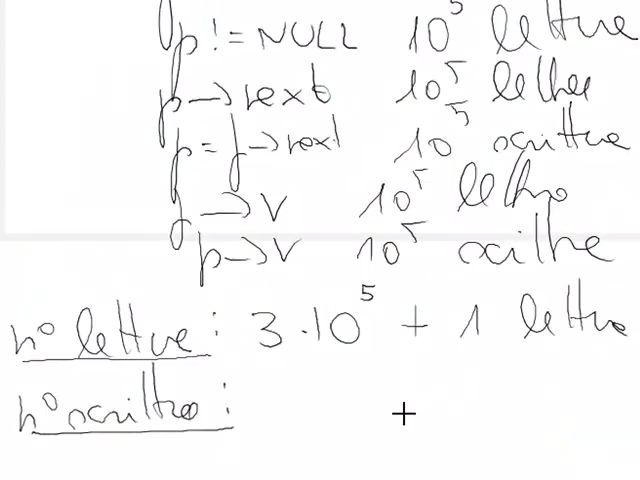 p != NULL 10^5 letture
p → next 10^5 letture
p = p → next 10^5 scritture
p → v 10^5 lettura
p → v 10^5 scritture
n° letture: 3 · 10^5 + 1 letture
n° scritture: